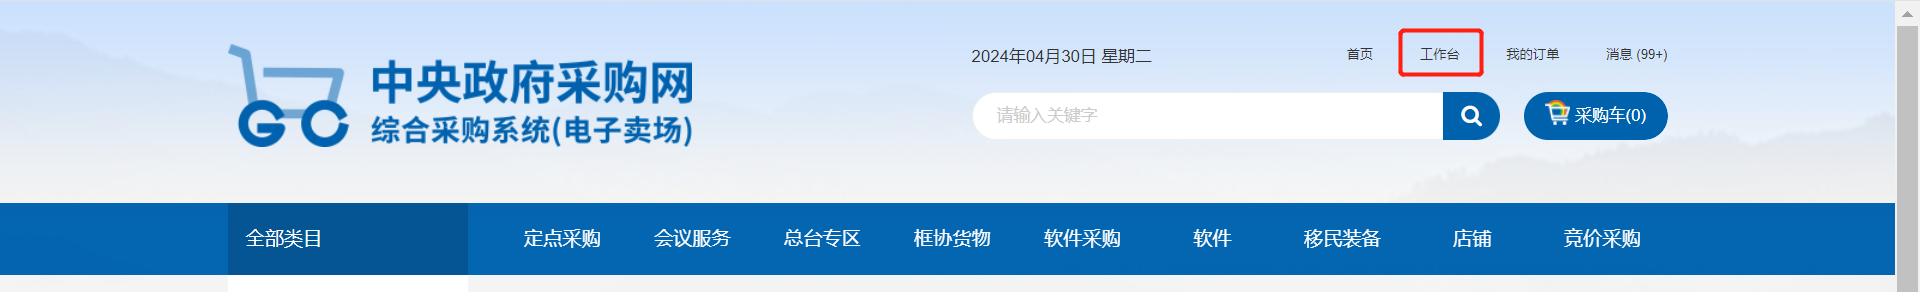 中央政府采购网
综合采购系统(电子卖场)
2024年04月30日 星期二
首页 工作台 我的订单 消息 (99+)
请输入关键字
采购车(0)
全部类目 定点采购 会议服务 总台专区 框协货物 软件采购 软件 移民装备 店铺 竞价采购